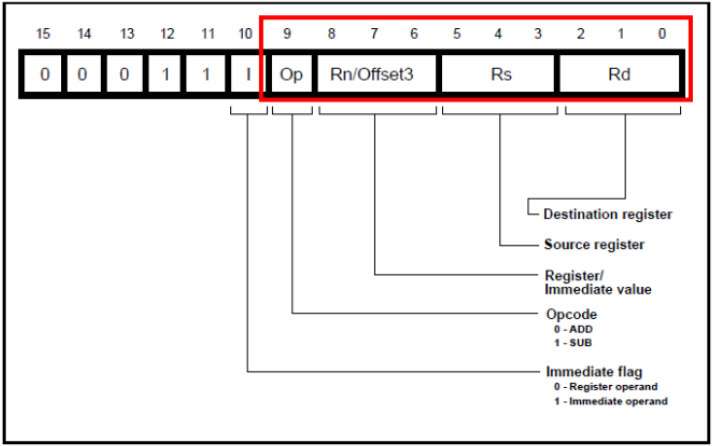 15 14 13 12 11 10 9 8 7 6 5 4 3 2 1 0
0 0 0 1 1 I Op Rn/Offset3 Rs Rd
Destination register
Source register
Register/
Immediate value
Opcode
0 - ADD
1 - SUB
Immediate flag
0 - Register operand
1 - Immediate operand